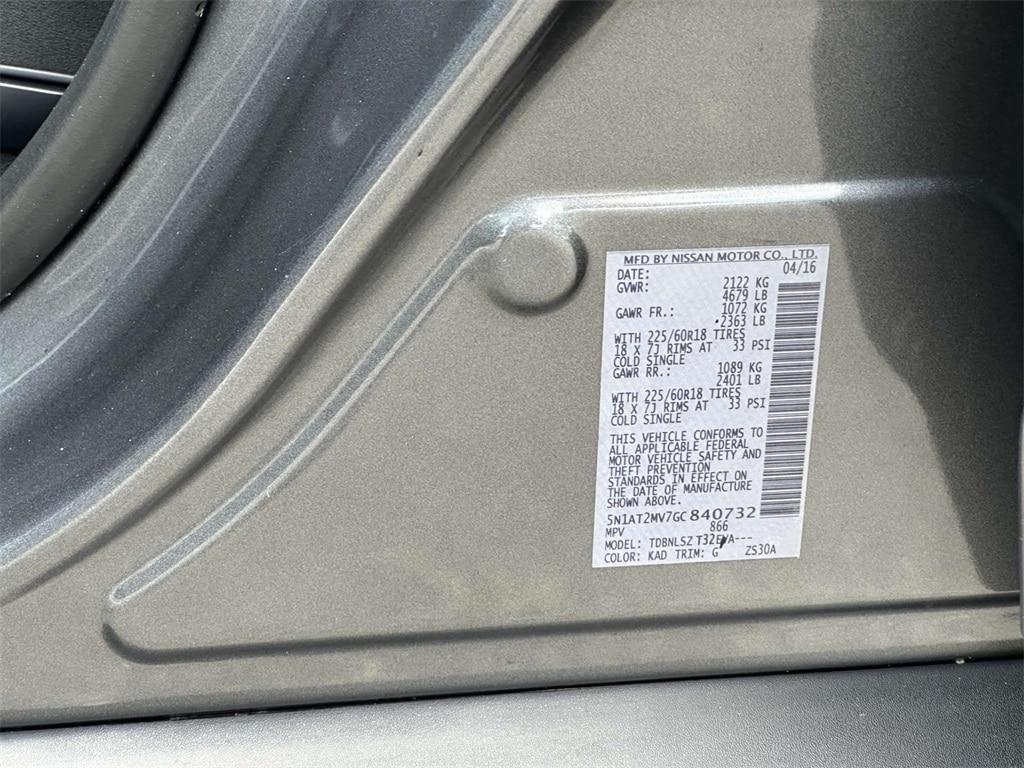 MFD BY NISSAN MOTOR CO., LTD.
DATE: 04/16
GVWR: 2122 KG
4679 LB
GAWR FR.: 1072 KG
2363 LB
WITH 225/60R18 TIRES
18 X 7J RIMS AT 33 PSI
COLD SINGLE
GAWR RR.: 1089 KG
2401 LB
WITH 225/60R18 TIRES
18 X 7J RIMS AT 33 PSI
COLD SINGLE
THIS VEHICLE CONFORMS TO
ALL APPLICABLE FEDERAL
MOTOR VEHICLE SAFETY AND
THEFT PREVENTION
STANDARDS IN EFFECT ON
THE DATE OF MANUFACTURE
SHOWN ABOVE.
5N1AT2MV7GC840732
MPV 866
MODEL: TDBNLSZ
COLOR: KAD TRIM: G ZS30A